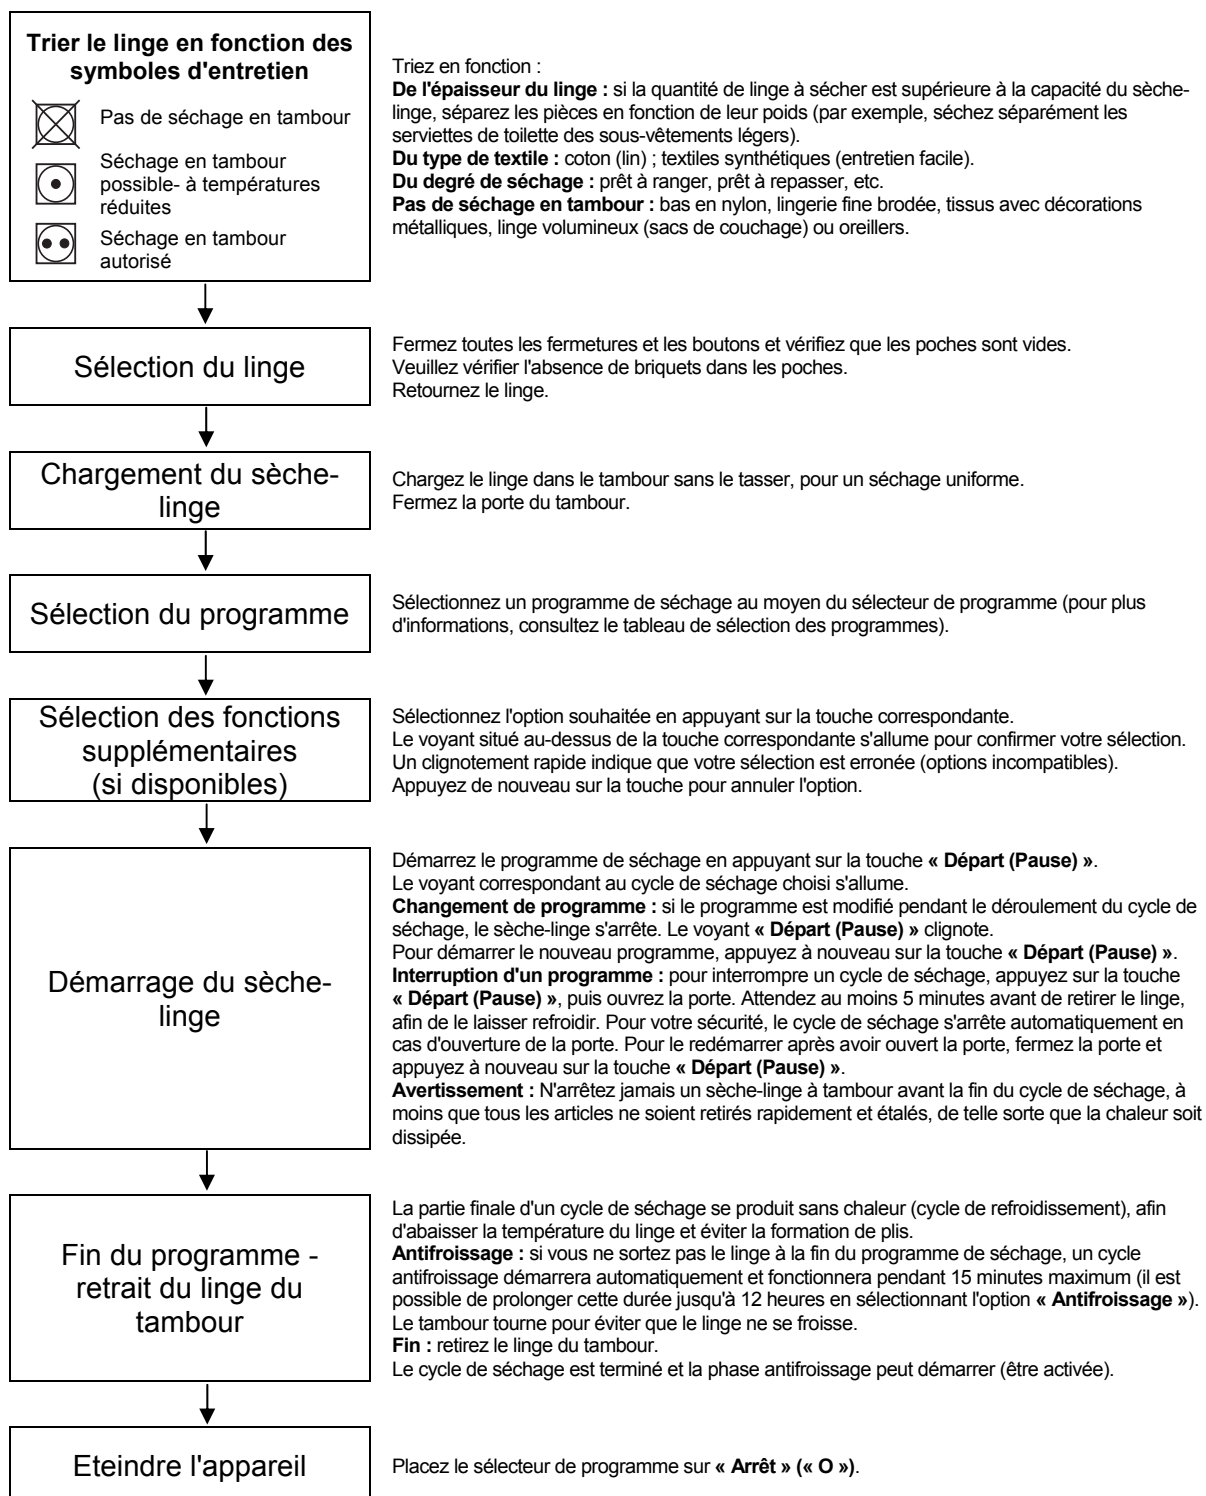 Trier le linge en fonction des
symboles d'entretien
Pas de séchage en tambour
Séchage en tambour
possible- à températures
réduites
Séchage en tambour
autorisé
Triez en fonction :
De l'épaisseur du linge : si la quantité de linge à sécher est supérieure à la capacité du sèche-
linge, séparez les pièces en fonction de leur poids (par exemple, séchez séparément les
serviettes de toilette des sous-vêtements légers).
Du type de textile : coton (lin) ; textiles synthétiques (entretien facile).
Du degré de séchage : prêt à ranger, prêt à repasser, etc.
Pas de séchage en tambour : bas en nylon, lingerie fine brodée, tissus avec décorations
métalliques, linge volumineux (sacs de couchage) ou oreillers.
Sélection du linge
Fermez toutes les fermetures et les boutons et vérifiez que les poches sont vides.
Veuillez vérifier l'absence de briquets dans les poches.
Retournez le linge.
Chargement du sèche-
linge
Chargez le linge dans le tambour sans le tasser, pour un séchage uniforme.
Fermez la porte du tambour.
Sélection du programme
Sélectionnez un programme de séchage au moyen du sélecteur de programme (pour plus
d'informations, consultez le tableau de sélection des programmes).
Sélection des fonctions
supplémentaires
(si disponibles)
Sélectionnez l'option souhaitée en appuyant sur la touche correspondante.
Le voyant situé au-dessus de la touche correspondante s'allume pour confirmer votre sélection.
Un clignotement rapide indique que votre sélection est erronée (options incompatibles).
Appuyez de nouveau sur la touche pour annuler l'option.
Démarrage du sèche-
linge
Démarrez le programme de séchage en appuyant sur la touche « Départ (Pause) ».
Le voyant correspondant au cycle de séchage choisi s'allume.
Changement de programme : si le programme est modifié pendant le déroulement du cycle de
séchage, le sèche-linge s'arrête. Le voyant « Départ (Pause) » clignote.
Pour démarrer le nouveau programme, appuyez à nouveau sur la touche « Départ (Pause) ».
Interruption d'un programme : pour interrompre un cycle de séchage, appuyez sur la touche
« Départ (Pause) », puis ouvrez la porte. Attendez au moins 5 minutes avant de retirer le linge,
afin de le laisser refroidir. Pour votre sécurité, le cycle de séchage s'arrête automatiquement en
cas d'ouverture de la porte. Pour le redémarrer après avoir ouvert la porte, fermez la porte et
appuyez à nouveau sur la touche « Départ (Pause) ».
Avertissement : N'arrêtez jamais un sèche-linge à tambour avant la fin du cycle de séchage, à
moins que tous les articles ne soient retirés rapidement et étalés, de telle sorte que la chaleur soit
dissipée.
Fin du programme -
retrait du linge du
tambour
La partie finale d'un cycle de séchage se produit sans chaleur (cycle de refroidissement), afin
d'abaisser la température du linge et éviter la formation de plis.
Antifroissage : si vous ne sortez pas le linge à la fin du programme de séchage, un cycle
antifroissage démarrera automatiquement et fonctionnera pendant 15 minutes maximum (il est
possible de prolonger cette durée jusqu'à 12 heures en sélectionnant l'option « Antifroissage »).
Le tambour tourne pour éviter que le linge ne se froisse.
Fin : retirez le linge du tambour.
Le cycle de séchage est terminé et la phase antifroissage peut démarrer (être activée).
Eteindre l'appareil
Placez le sélecteur de programme sur « Arrêt » (« O »).